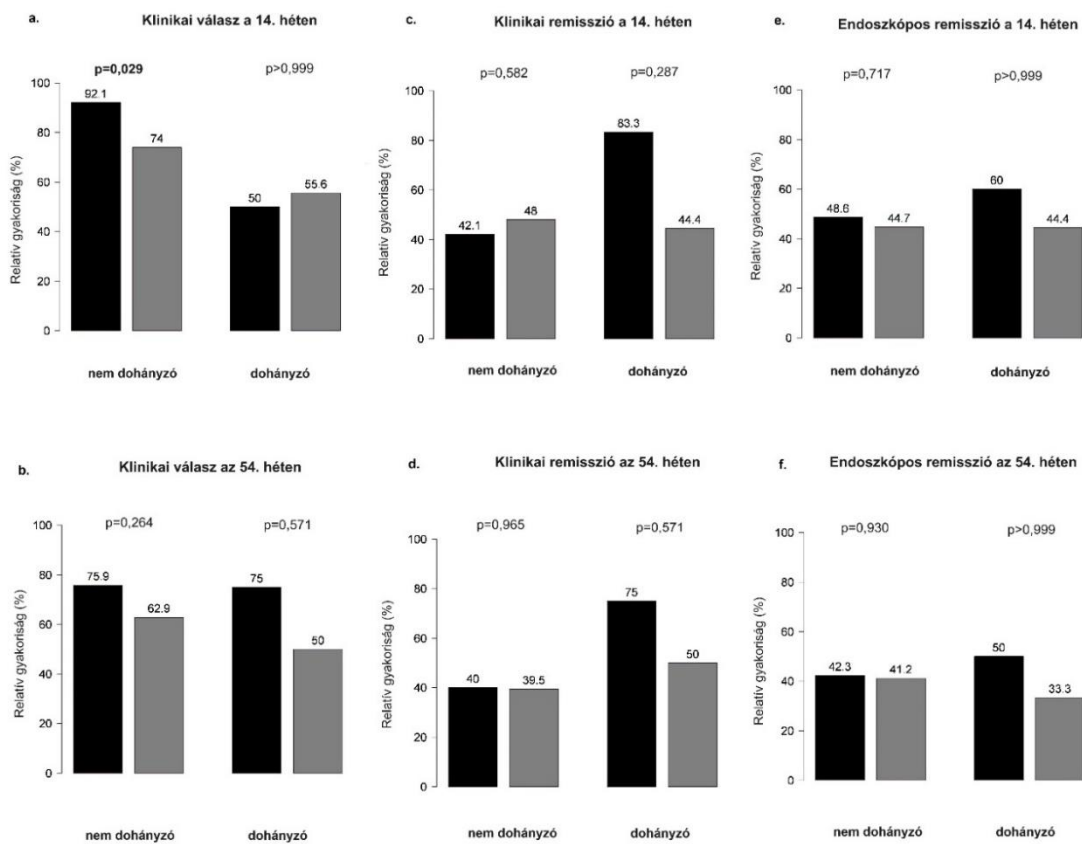 a.
Klinikai válasz a 14. héten
p=0,029
p>0,999
Relatív gyakoriság (%)
100
80
60
40
20
0
92.1
74
50
55.6
nem dohányzó
dohányzó
c.
Klinikai remisszió a 14. héten
p=0,582
p=0,287
Relatív gyakoriság (%)
100
80
60
40
20
0
42.1
48
83.3
44.4
nem dohányzó
dohányzó
e.
Endoszkópos remisszió a 14. héten
p=0,717
p>0,999
Relatív gyakoriság (%)
100
80
60
40
20
0
48.6
44.7
60
44.4
nem dohányzó
dohányzó
b.
Klinikai válasz az 54. héten
p=0,264
p=0,571
Relatív gyakoriság (%)
100
80
60
40
20
0
75.9
62.9
75
50
nem dohányzó
dohányzó
d.
Klinikai remisszió az 54. héten
p=0,965
p=0,571
Relatív gyakoriság (%)
100
80
60
40
20
0
40
39.5
75
50
nem dohányzó
dohányzó
f.
Endoszkópos remisszió az 54. héten
p=0,930
p>0,999
Relatív gyakoriság (%)
100
80
60
40
20
0
42.3
41.2
50
33.3
nem dohányzó
dohányzó